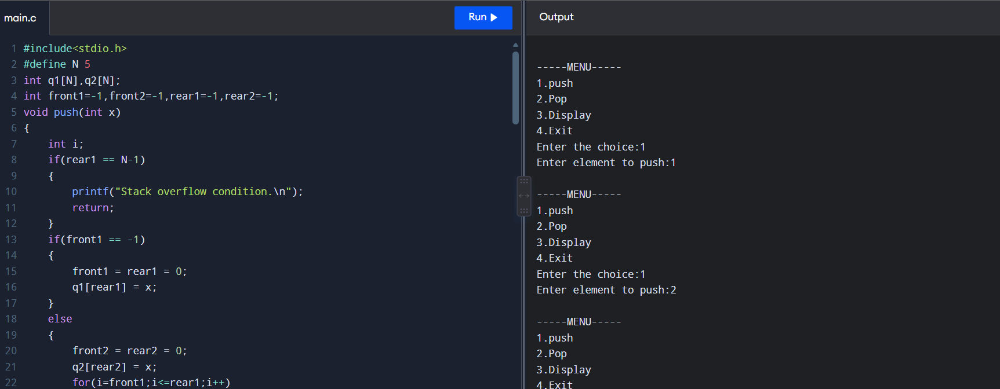 main.c
Run
1 #include<stdio.h>
2 #define N 5
3 int q1[N],q2[N];
4 int front1=-1,front2=-1,rear1=-1,rear2=-1;
5 void push(int x)
6 {
7     int i;
8     if(rear1 == N-1)
9     {
10         printf("Stack overflow condition.\n");
11         return;
12     }
13     if(front1 == -1)
14     {
15         front1 = rear1 = 0;
16         q1[rear1] = x;
17     }
18     else
19     {
20         front2 = rear2 = 0;
21         q2[rear2] = x;
22         for(i=front1;i<=rear1;i++)
Output
-----MENU-----
1.push
2.Pop
3.Display
4.Exit
Enter the choice:1
Enter element to push:1
-----MENU-----
1.push
2.Pop
3.Display
4.Exit
Enter the choice:1
Enter element to push:2
-----MENU-----
1.push
2.Pop
3.Display
4.Exit